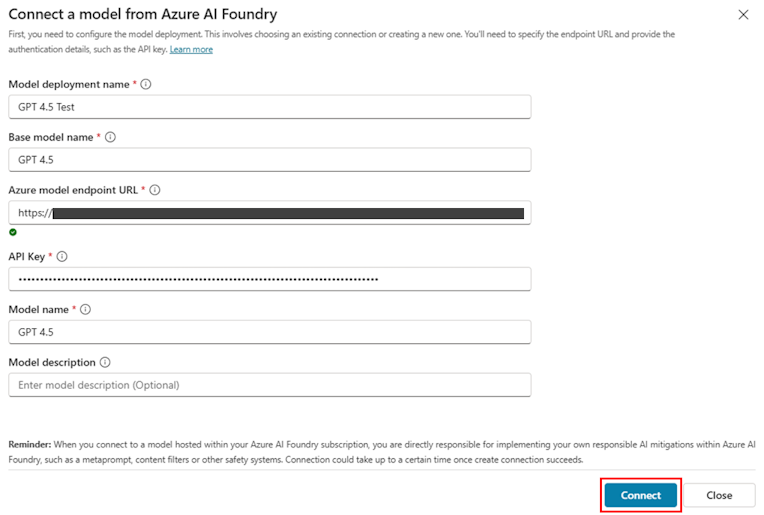 Connect a model from Azure AI Foundry
First, you need to configure the model deployment. This involves choosing an existing connection or creating a new one. You'll need to specify the endpoint URL and provide the
authentication details, such as the API key. Learn more
Model deployment name *
GPT 4.5 Test
Base model name *
GPT 4.5
Azure model endpoint URL *
https://
API Key *
Model name *
GPT 4.5
Model description
Enter model description (Optional)
Reminder: When you connect to a model hosted within your Azure AI Foundry subscription, you are directly responsible for implementing your own responsible AI mitigations within Azure AI
Foundry, such as a metaprompt, content filters or other safety systems. Connection could take up to a certain time once create connection succeeds.
Connect Close